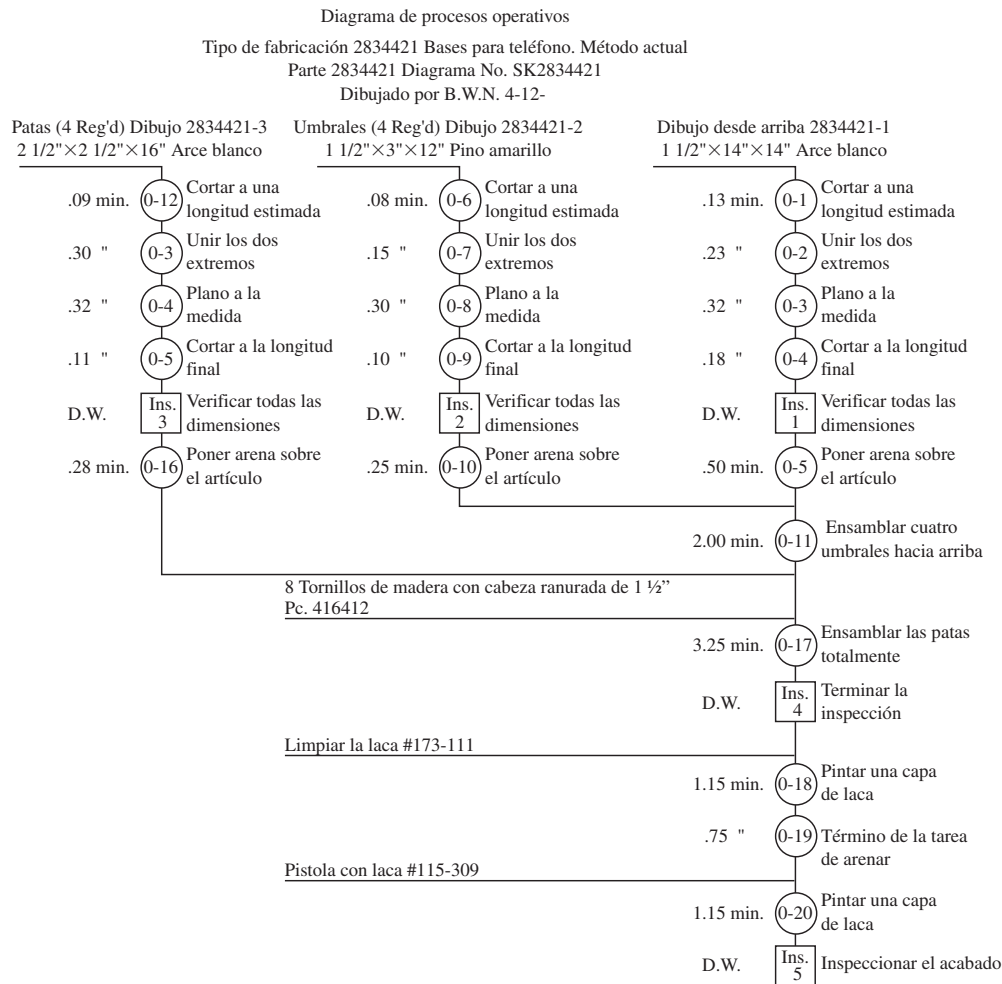 Diagrama de procesos operativos
Tipo de fabricación 2834421 Bases para teléfono. Método actual
Parte 2834421 Diagrama No. SK2834421
Dibujado por B.W.N. 4-12-
Patas (4 Reg'd) Dibujo 2834421-3
2 1/2"×2 1/2"×16" Arce blanco
.09 min. 0-12 Cortar a una
longitud estimada
.30 " 0-3 Unir los dos
extremos
.32 " 0-4 Plano a la
medida
.11 " 0-5 Cortar a la longitud
final
D.W. Ins. 3 Verificar todas las
dimensiones
.28 min. 0-16 Poner arena sobre
el artículo
Umbrales (4 Reg'd) Dibujo 2834421-2
1 1/2"×3"×12" Pino amarillo
.08 min. 0-6 Cortar a una
longitud estimada
.15 " 0-7 Unir los dos
extremos
.30 " 0-8 Plano a la
medida
.10 " 0-9 Cortar a la longitud
final
D.W. Ins. 2 Verificar todas las
dimensiones
.25 min. 0-10 Poner arena sobre
el artículo
Dibujo desde arriba 2834421-1
1 1/2"×14"×14" Arce blanco
.13 min. 0-1 Cortar a una
longitud estimada
.23 " 0-2 Unir los dos
extremos
.32 " 0-3 Plano a la
medida
.18 " 0-4 Cortar a la longitud
final
D.W. Ins. 1 Verificar todas las
dimensiones
.50 min. 0-5 Poner arena sobre
el artículo
2.00 min. 0-11 Ensamblar cuatro
umbrales hacia arriba
8 Tornillos de madera con cabeza ranurada de 1 ½”
Pc. 416412
3.25 min. 0-17 Ensamblar las patas
totalmente
D.W. Ins. 4 Terminar la
inspección
Limpiar la laca #173-111
1.15 min. 0-18 Pintar una capa
de laca
.75 " 0-19 Término de la tarea
de arenar
Pistola con laca #115-309
1.15 min. 0-20 Pintar una capa
de laca
D.W. Ins. 5 Inspeccionar el acabado